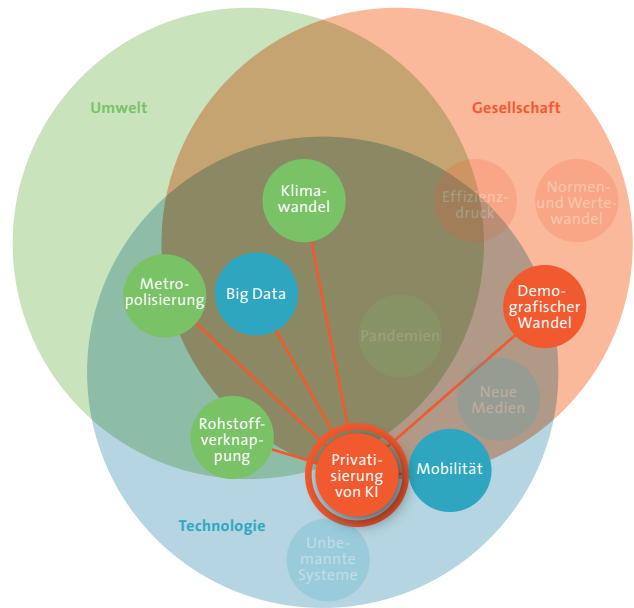 Umwelt
Gesellschaft
Klima-
wandel
Effizienz-
druck
Normen-
und Werte-
wandel
Metro-
polisierung
Big Data
Demo-
grafischer
Wandel
Pandemien
Neue
Medien
Rohstoff-
verknap-
pung
Privati-
sierung
von KI
Mobilität
Technologie
Unbe-
mannte
Systeme